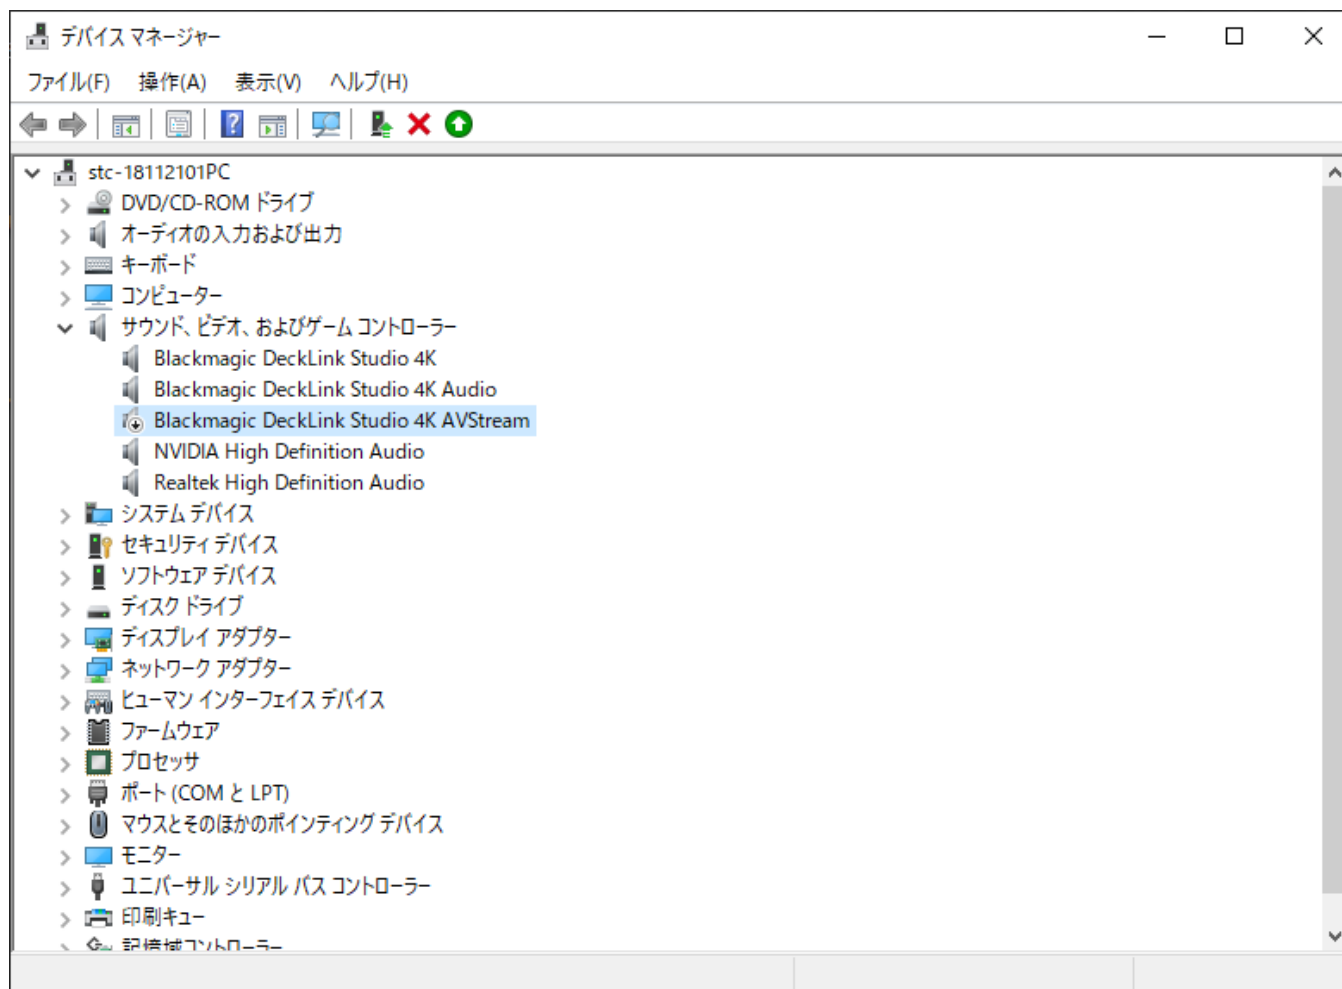 デバイス マネージャー
ファイル(F) 操作(A) 表示(V) ヘルプ(H)
stc-18112101PC
DVD/CD-ROM ドライブ
オーディオの入力および出力
キーボード
コンピューター
サウンド、ビデオ、およびゲーム コントローラー
Blackmagic DeckLink Studio 4K
Blackmagic DeckLink Studio 4K Audio
Blackmagic DeckLink Studio 4K AVStream
NVIDIA High Definition Audio
Realtek High Definition Audio
システム デバイス
セキュリティ デバイス
ソフトウェア デバイス
ディスク ドライブ
ディスプレイ アダプター
ネットワーク アダプター
ヒューマン インターフェイス デバイス
ファームウェア
プロセッサ
ポート (COM と LPT)
マウスとそのほかのポインティング デバイス
モニター
ユニバーサル シリアル バス コントローラー
印刷キュー
記憶域コントローラー